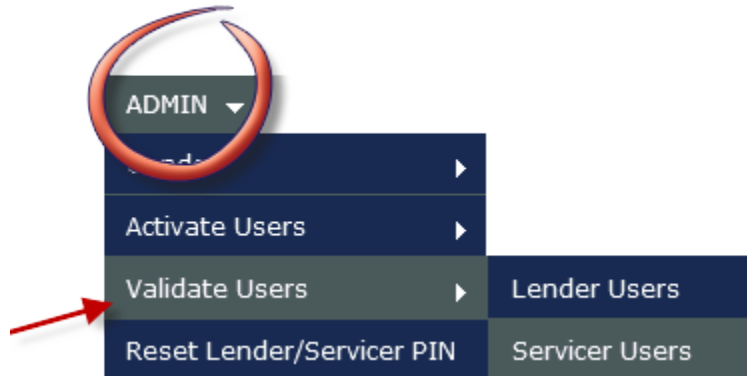 ADMIN
Activate Users
Validate Users
Lender Users
Reset Lender/Servicer PIN
Servicer Users